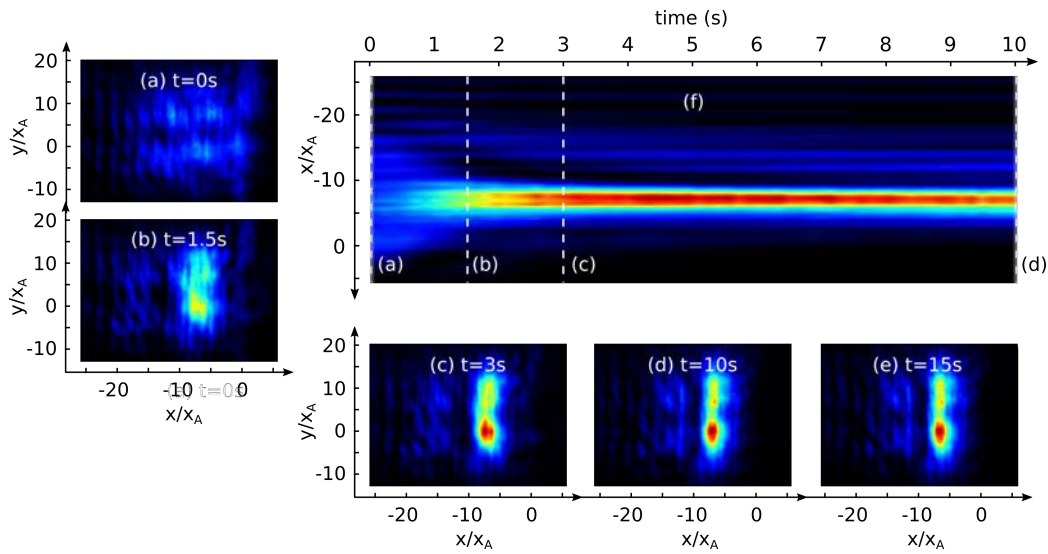 time (s)
0 1 2 3 4 5 6 7 8 9 10
20
(a) t=0s
10
y/x_A
0
-10
20
(b) t=1.5s
10
y/x_A
0
-10
-20 -10 0
(a) t=0s
x/x_A
(f)
-20
x/x_A
-10
0
(a) (b) (c) (d)
20
(c) t=3s (d) t=10s (e) t=15s
10
y/x_A
0
-10
-20 -10 0 -20 -10 0 -20 -10 0
x/x_A x/x_A x/x_A